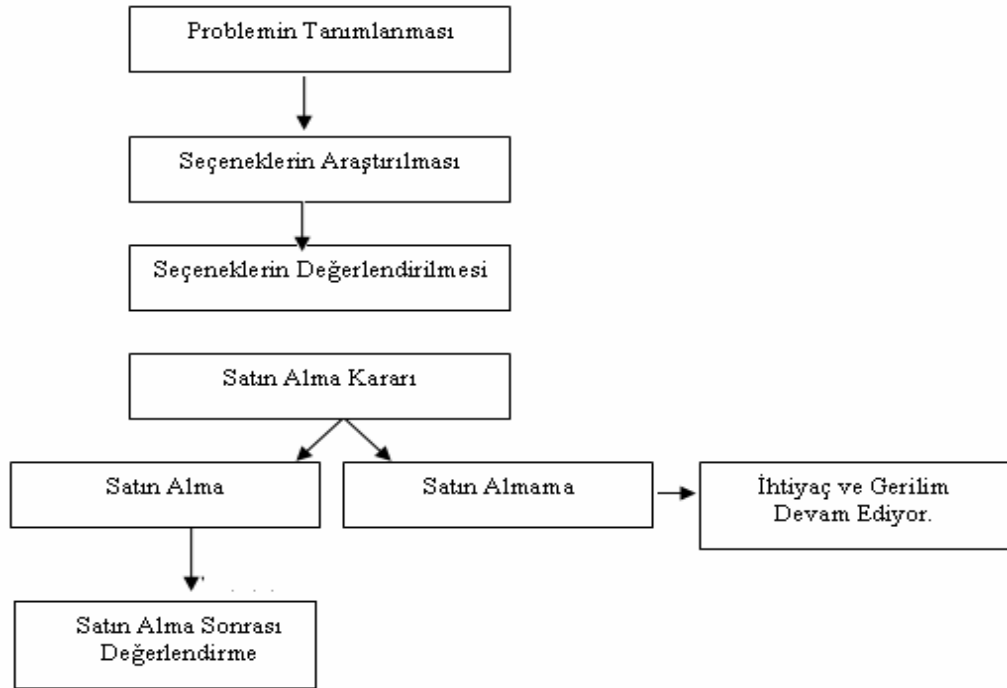 Problemin Tanımlanması
Seçeneklerin Araştırılması
Seçeneklerin Değerlendirilmesi
Satın Alma Kararı
Satın Alma
Satın Almama
İhtiyaç ve Gerilim
Devam Ediyor.
Satın Alma Sonrası
Değerlendirme